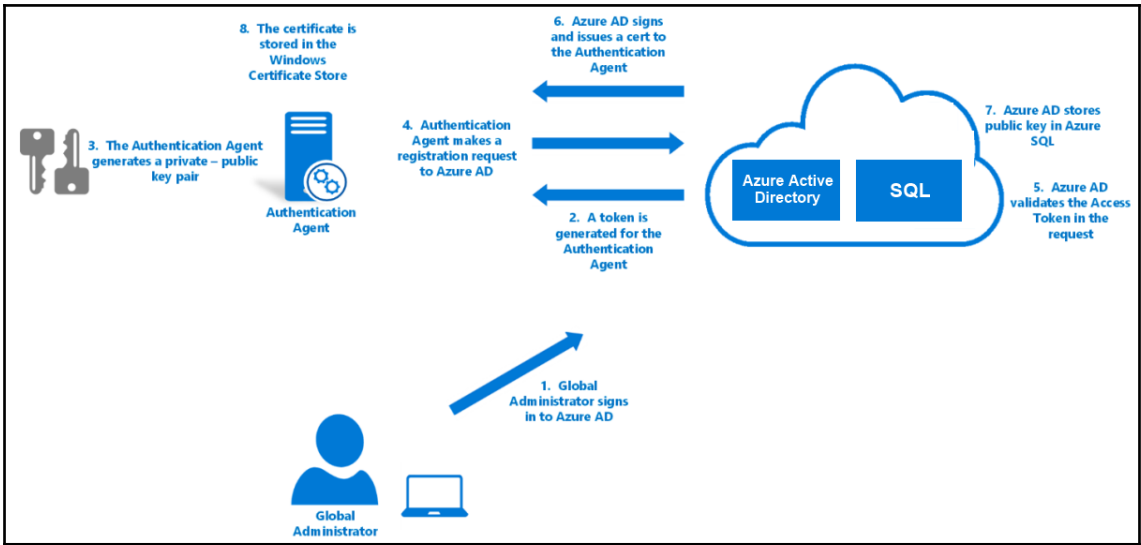 8. The certificate is
stored in the
Windows
Certificate Store
6. Azure AD signs
and issues a cert to
the Authentication
Agent
3. The Authentication Agent
generates a private – public
key pair
4. Authentication
Agent makes a
registration request
to Azure AD
7. Azure AD stores
public key in Azure
SQL
Azure Active
Directory
SQL
5. Azure AD
validates the Access
Token in the
request
Authentication
Agent
2. A token is
generated for the
Authentication
Agent
1. Global
Administrator signs
in to Azure AD
Global
Administrator